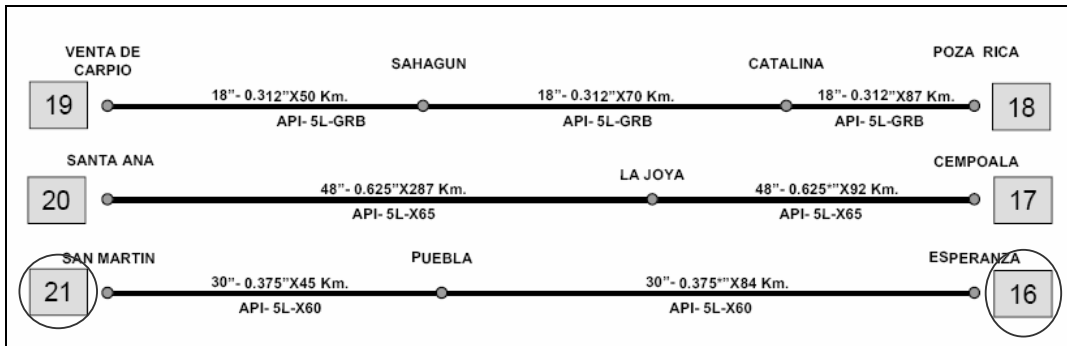 VENTA DE
CARPIO
SAHAGUN
CATALINA
POZA RICA
19
18"- 0.312"X50 Km.
18"- 0.312"X70 Km.
18"- 0.312"X87 Km.
18
API- 5L-GRB
API- 5L-GRB
API- 5L-GRB
SANTA ANA
LA JOYA
CEMPOALA
20
48"- 0.625"X287 Km.
48"- 0.625*"X92 Km.
17
API- 5L-X65
API- 5L-X65
SAN MARTIN
PUEBLA
ESPERANZA
21
30"- 0.375"X45 Km.
30"- 0.375*"X84 Km.
16
API- 5L-X60
API- 5L-X60